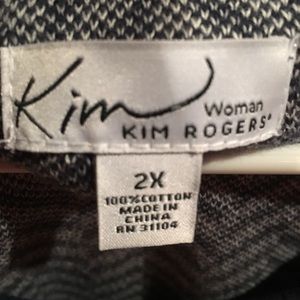 Kim
Woman
KIM ROGERS®
2X
100%COTTON
MADE IN
CHINA
RN 31104